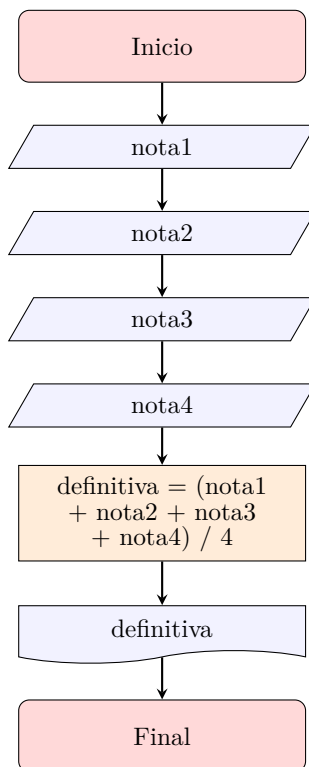 Inicio
nota1
nota2
nota3
nota4
definitiva = (nota1
+ nota2 + nota3
+ nota4) / 4
definitiva
Final